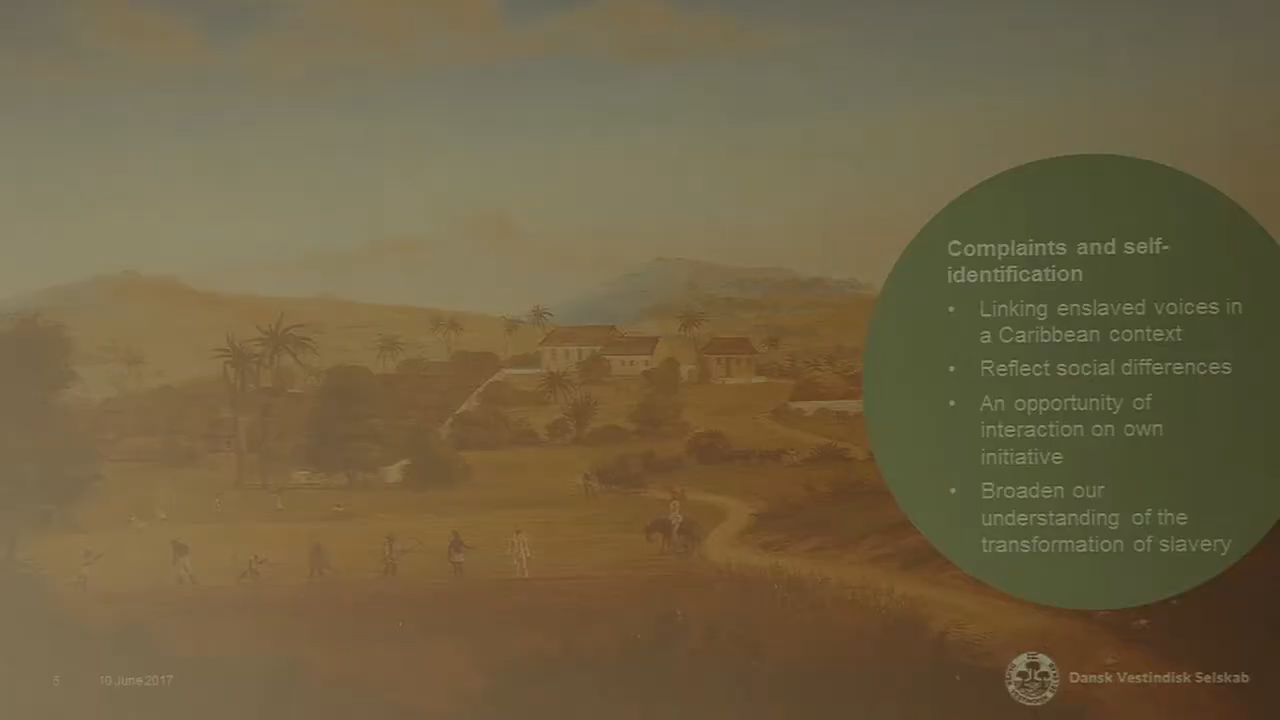 Complaints and self-
identification
• Linking enslaved voices in
a Caribbean context
• Reflect social differences
• An opportunity of
interaction on own
initiative
• Broaden our
understanding of the
transformation of slavery
5 10 June 2017
Dansk Vestindisk Selskab